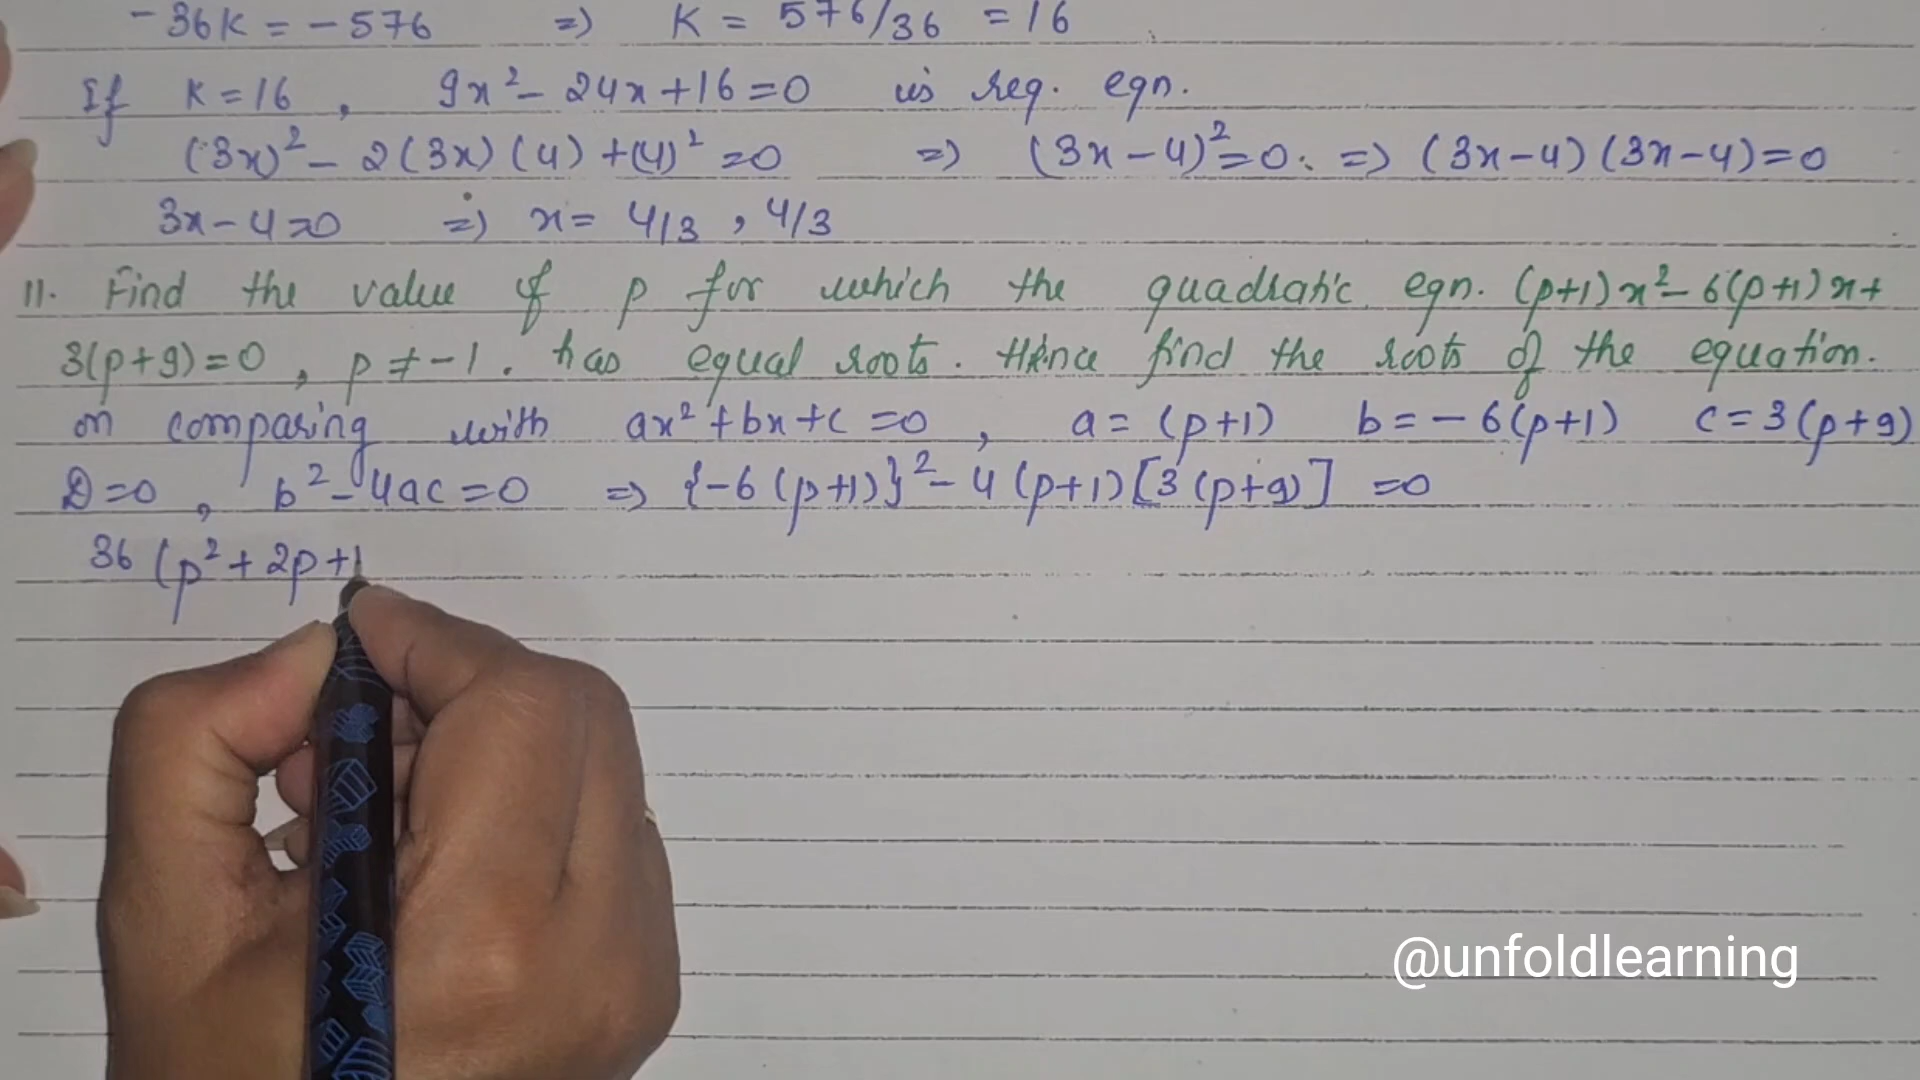 -36K = -576 => K = 576/36 = 16
If K=16, 9x² - 24x + 16 = 0 is req. eqn.
(3x)² - 2(3x)(4) + (4)² = 0 => (3x-4)² = 0. => (3x-4)(3x-4) = 0
3x-4=0 => x = 4/3, 4/3
11. Find the value of p for which the quadratic eqn. (p+1)x² - 6(p+1)x +
3(p+9)=0, p ≠ -1. has equal roots. Hence find the roots of the equation.
on comparing with ax²+bx+c=0, a = (p+1) b = -6(p+1) c = 3(p+9)
D=0, b²-4ac=0 => {-6(p+1)}² - 4(p+1)[3(p+9)] = 0
36(p²+2p+1
@unfoldlearning